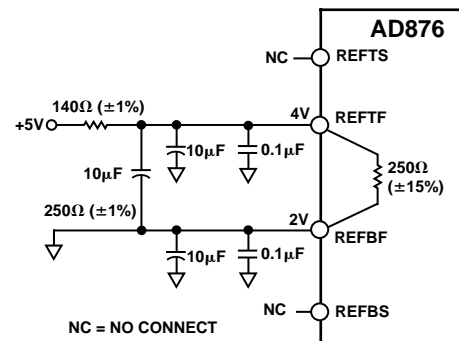 AD876
NC
REFTS
140Ω (±1%)
+5V
4V
REFTF
10µF
0.1µF
10µF
250Ω
(±15%)
250Ω (±1%)
2V
REFBF
10µF
0.1µF
NC
REFBS
NC = NO CONNECT